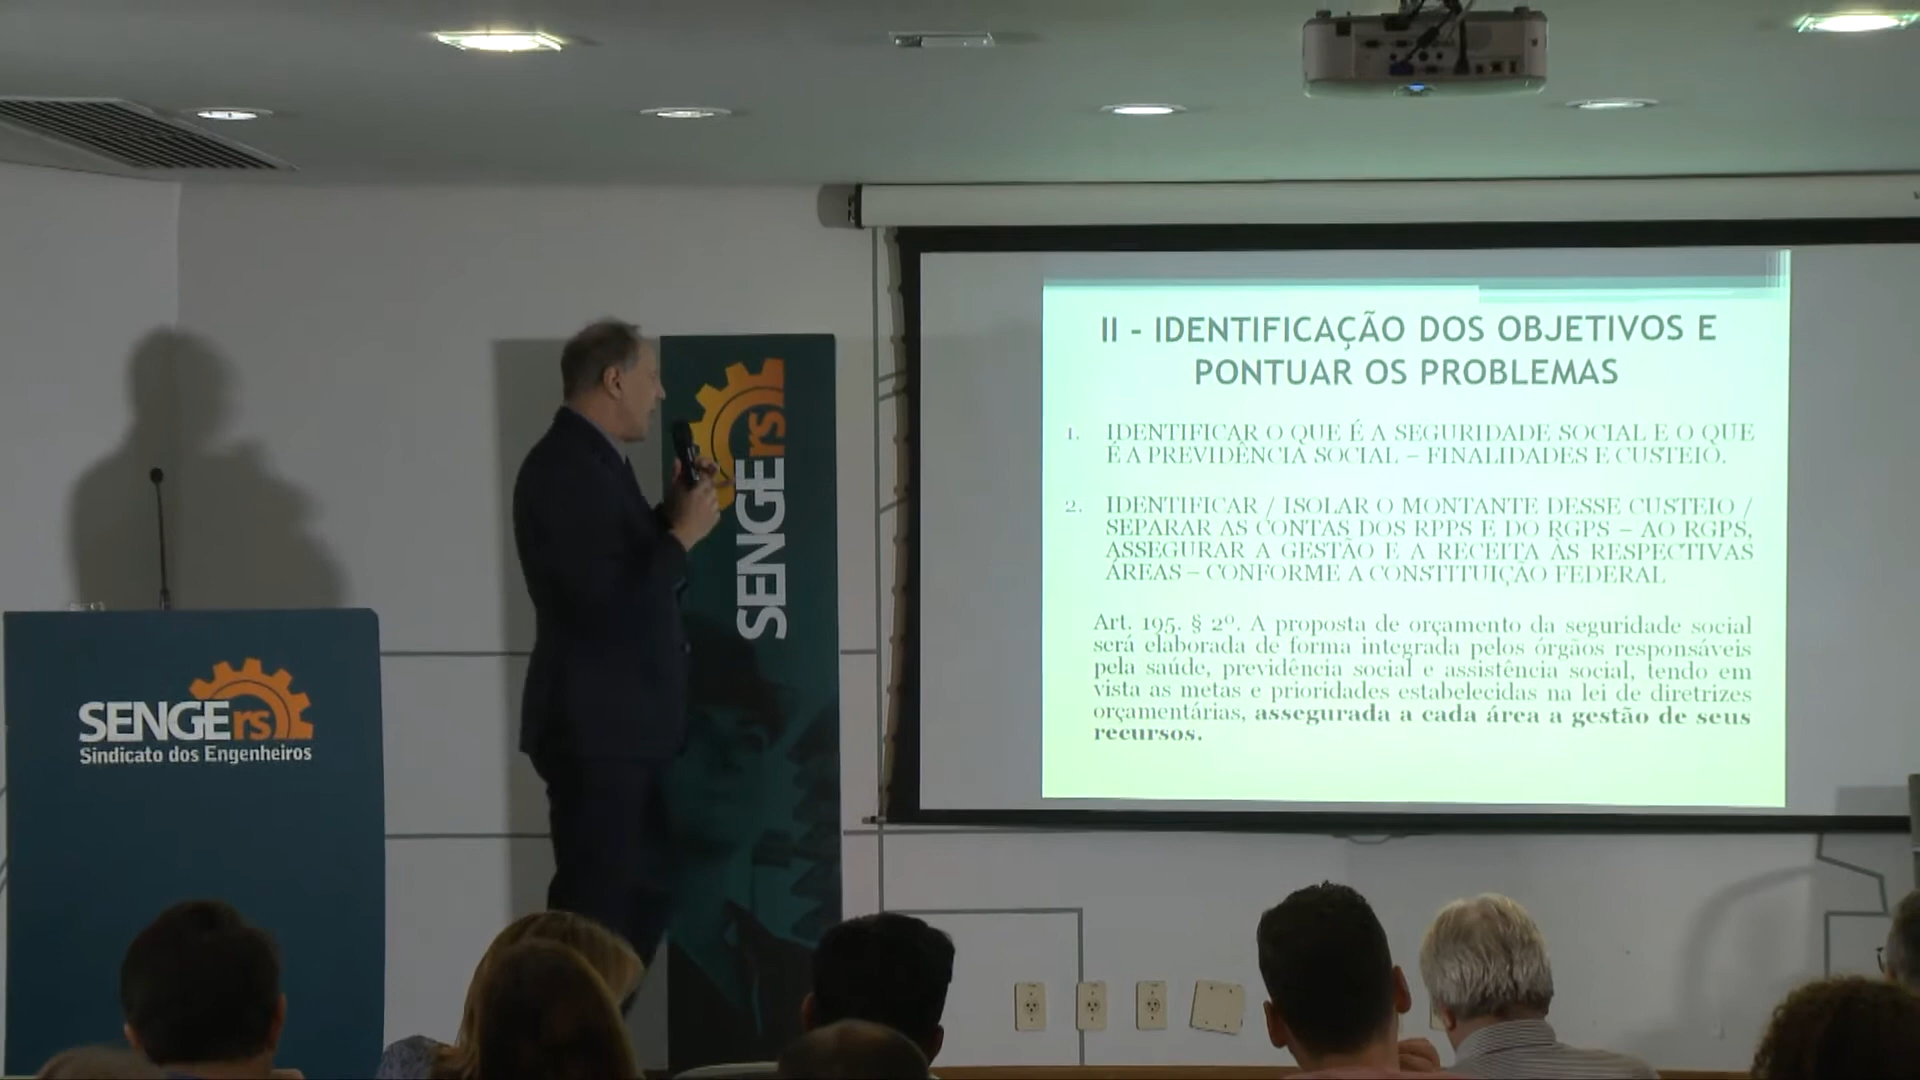 II - IDENTIFICAÇÃO DOS OBJETIVOS E
PONTUAR OS PROBLEMAS
1. IDENTIFICAR O QUE É A SEGURIDADE SOCIAL E O QUE
É A PREVIDÊNCIA SOCIAL – FINALIDADES E CUSTEIO.
2. IDENTIFICAR / ISOLAR O MONTANTE DESSE CUSTEIO /
SEPARAR AS CONTAS DOS RPPS E DO RGPS – AO RGPS,
ASSEGURAR A GESTÃO E A RECEITA ÀS RESPECTIVAS
ÁREAS – CONFORME A CONSTITUIÇÃO FEDERAL
Art. 195. § 2º. A proposta de orçamento da seguridade social
será elaborada de forma integrada pelos órgãos responsáveis
pela saúde, previdência social e assistência social, tendo em
vista as metas e prioridades estabelecidas na lei de diretrizes
orçamentárias, assegurada a cada área a gestão de seus
recursos.
SENGErs
SENGErs
Sindicato dos Engenheiros